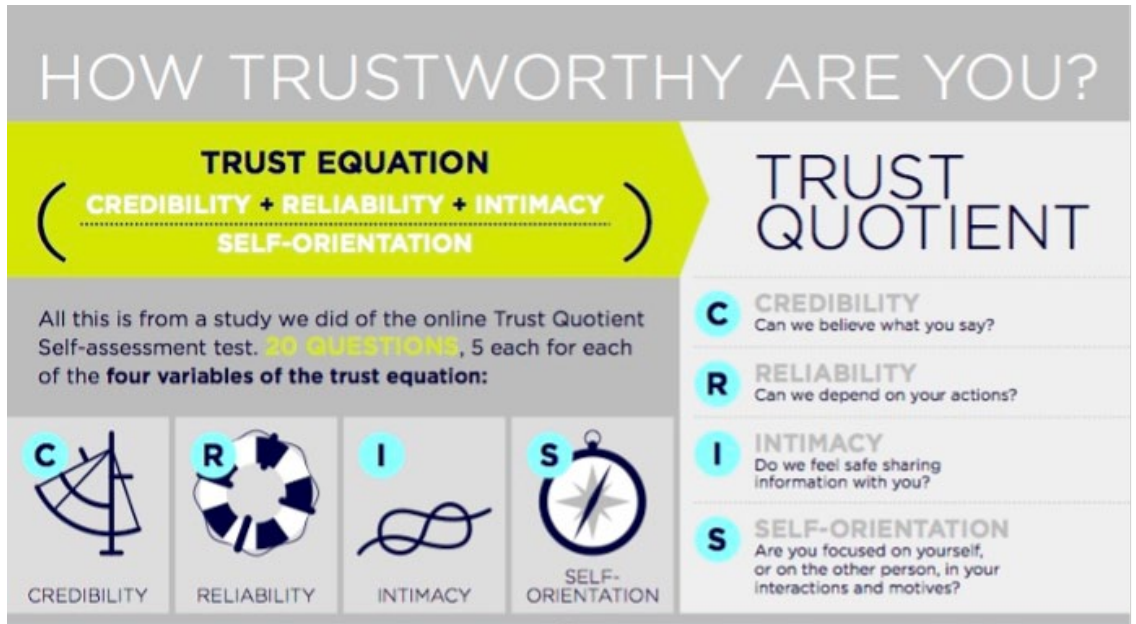 HOW TRUSTWORTHY ARE YOU?
TRUST EQUATION
CREDIBILITY + RELIABILITY + INTIMACY
SELF-ORIENTATION
TRUST
QUOTIENT
All this is from a study we did of the online Trust Quotient
Self-assessment test. 20 QUESTIONS, 5 each for each
of the four variables of the trust equation:
C
CREDIBILITY
R
RELIABILITY
I
INTIMACY
S
SELF-
ORIENTATION
C
CREDIBILITY
Can we believe what you say?
R
RELIABILITY
Can we depend on your actions?
I
INTIMACY
Do we feel safe sharing
information with you?
S
SELF-ORIENTATION
Are you focused on yourself,
or on the other person, in your
interactions and motives?